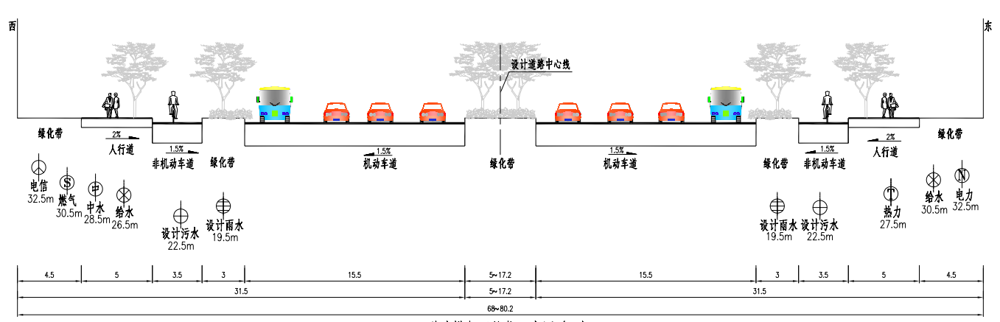 西
东
设计道路中心线
绿化带
2%
人行道
1.5%
非机动车道
绿化带
1.5%
机动车道
绿化带
1.5%
机动车道
绿化带
1.5%
非机动车道
2%
人行道
绿化带
电信
32.5m
S
燃气
30.5m
中
中水
28.5m
给水
26.5m
设计污水
22.5m
设计雨水
19.5m
设计雨水
19.5m
设计污水
22.5m
T
热力
27.5m
给水
30.5m
N
电力
32.5m
4.5 5 3.5 3 15.5 5~17.2 15.5 3 3.5 5 4.5
31.5 5~17.2 31.5
68~80.2